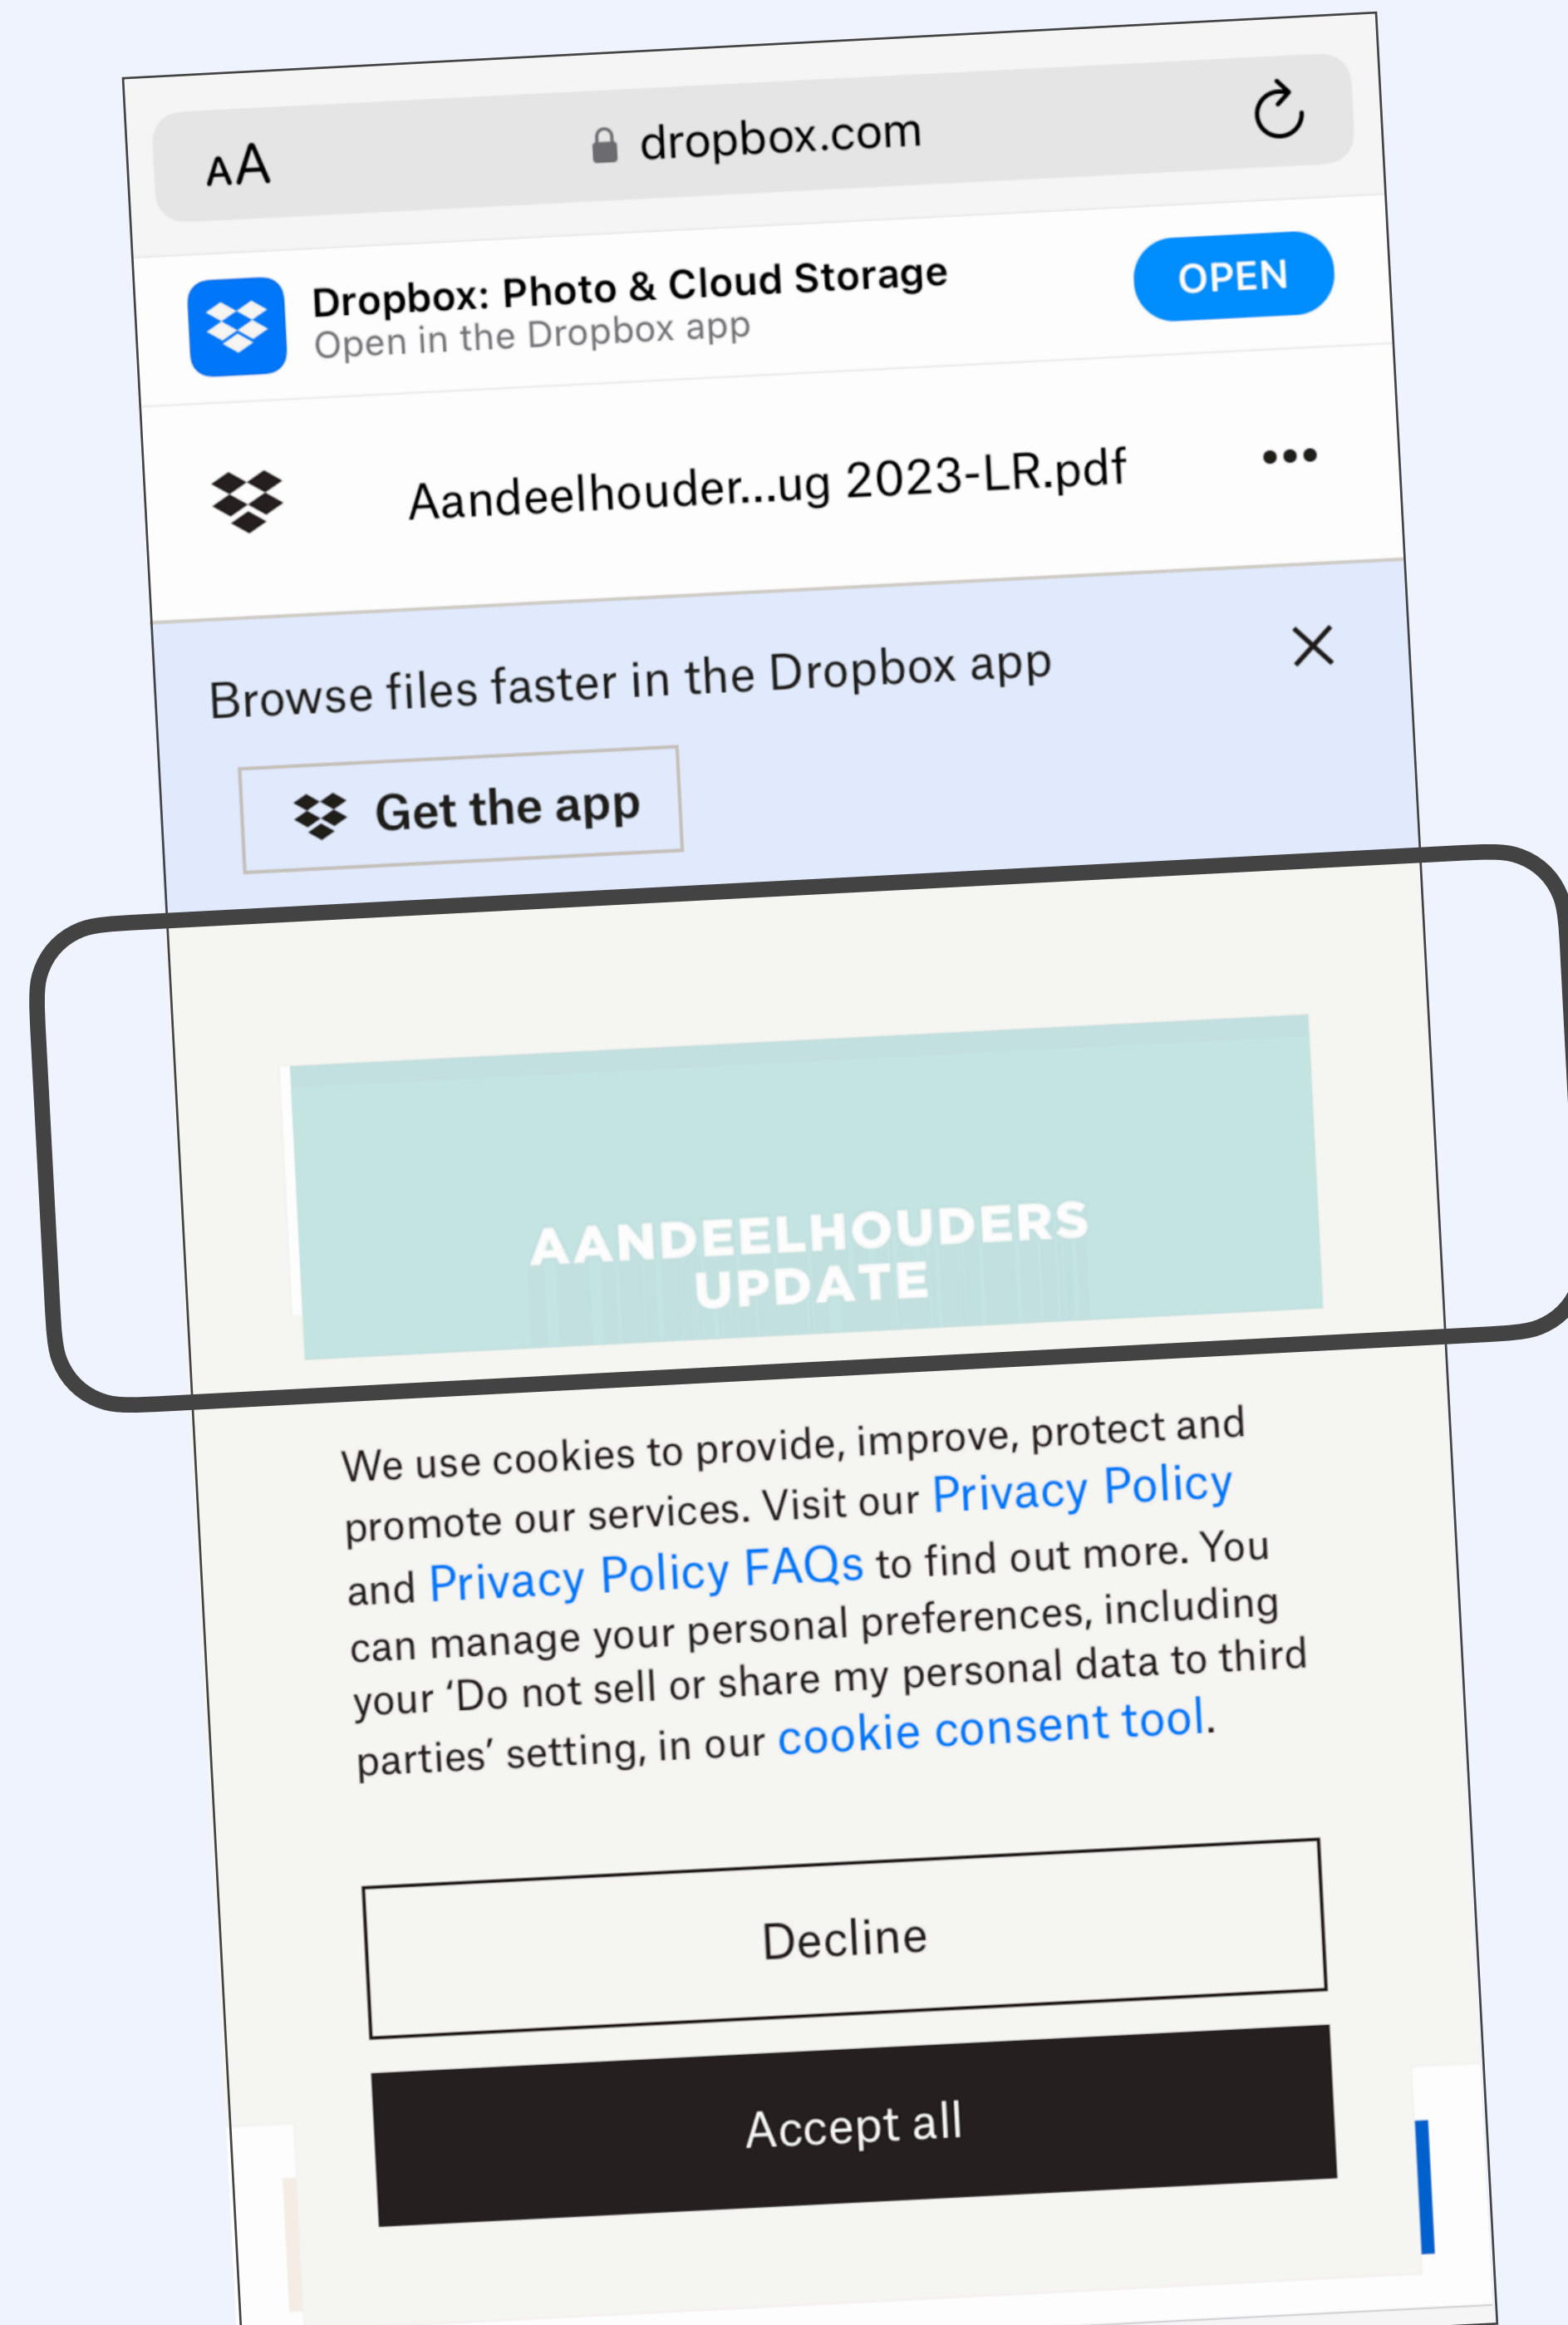 AA dropbox.com
Dropbox: Photo & Cloud Storage
Open in the Dropbox app
OPEN
Aandeelhouder...ug 2023-LR.pdf
Browse files faster in the Dropbox app
Get the app
AANDEELHOUDERS
UPDATE
We use cookies to provide, improve, protect and
promote our services. Visit our Privacy Policy
and Privacy Policy FAQs to find out more. You
can manage your personal preferences, including
your ‘Do not sell or share my personal data to third
parties’ setting, in our cookie consent tool.
Decline
Accept all